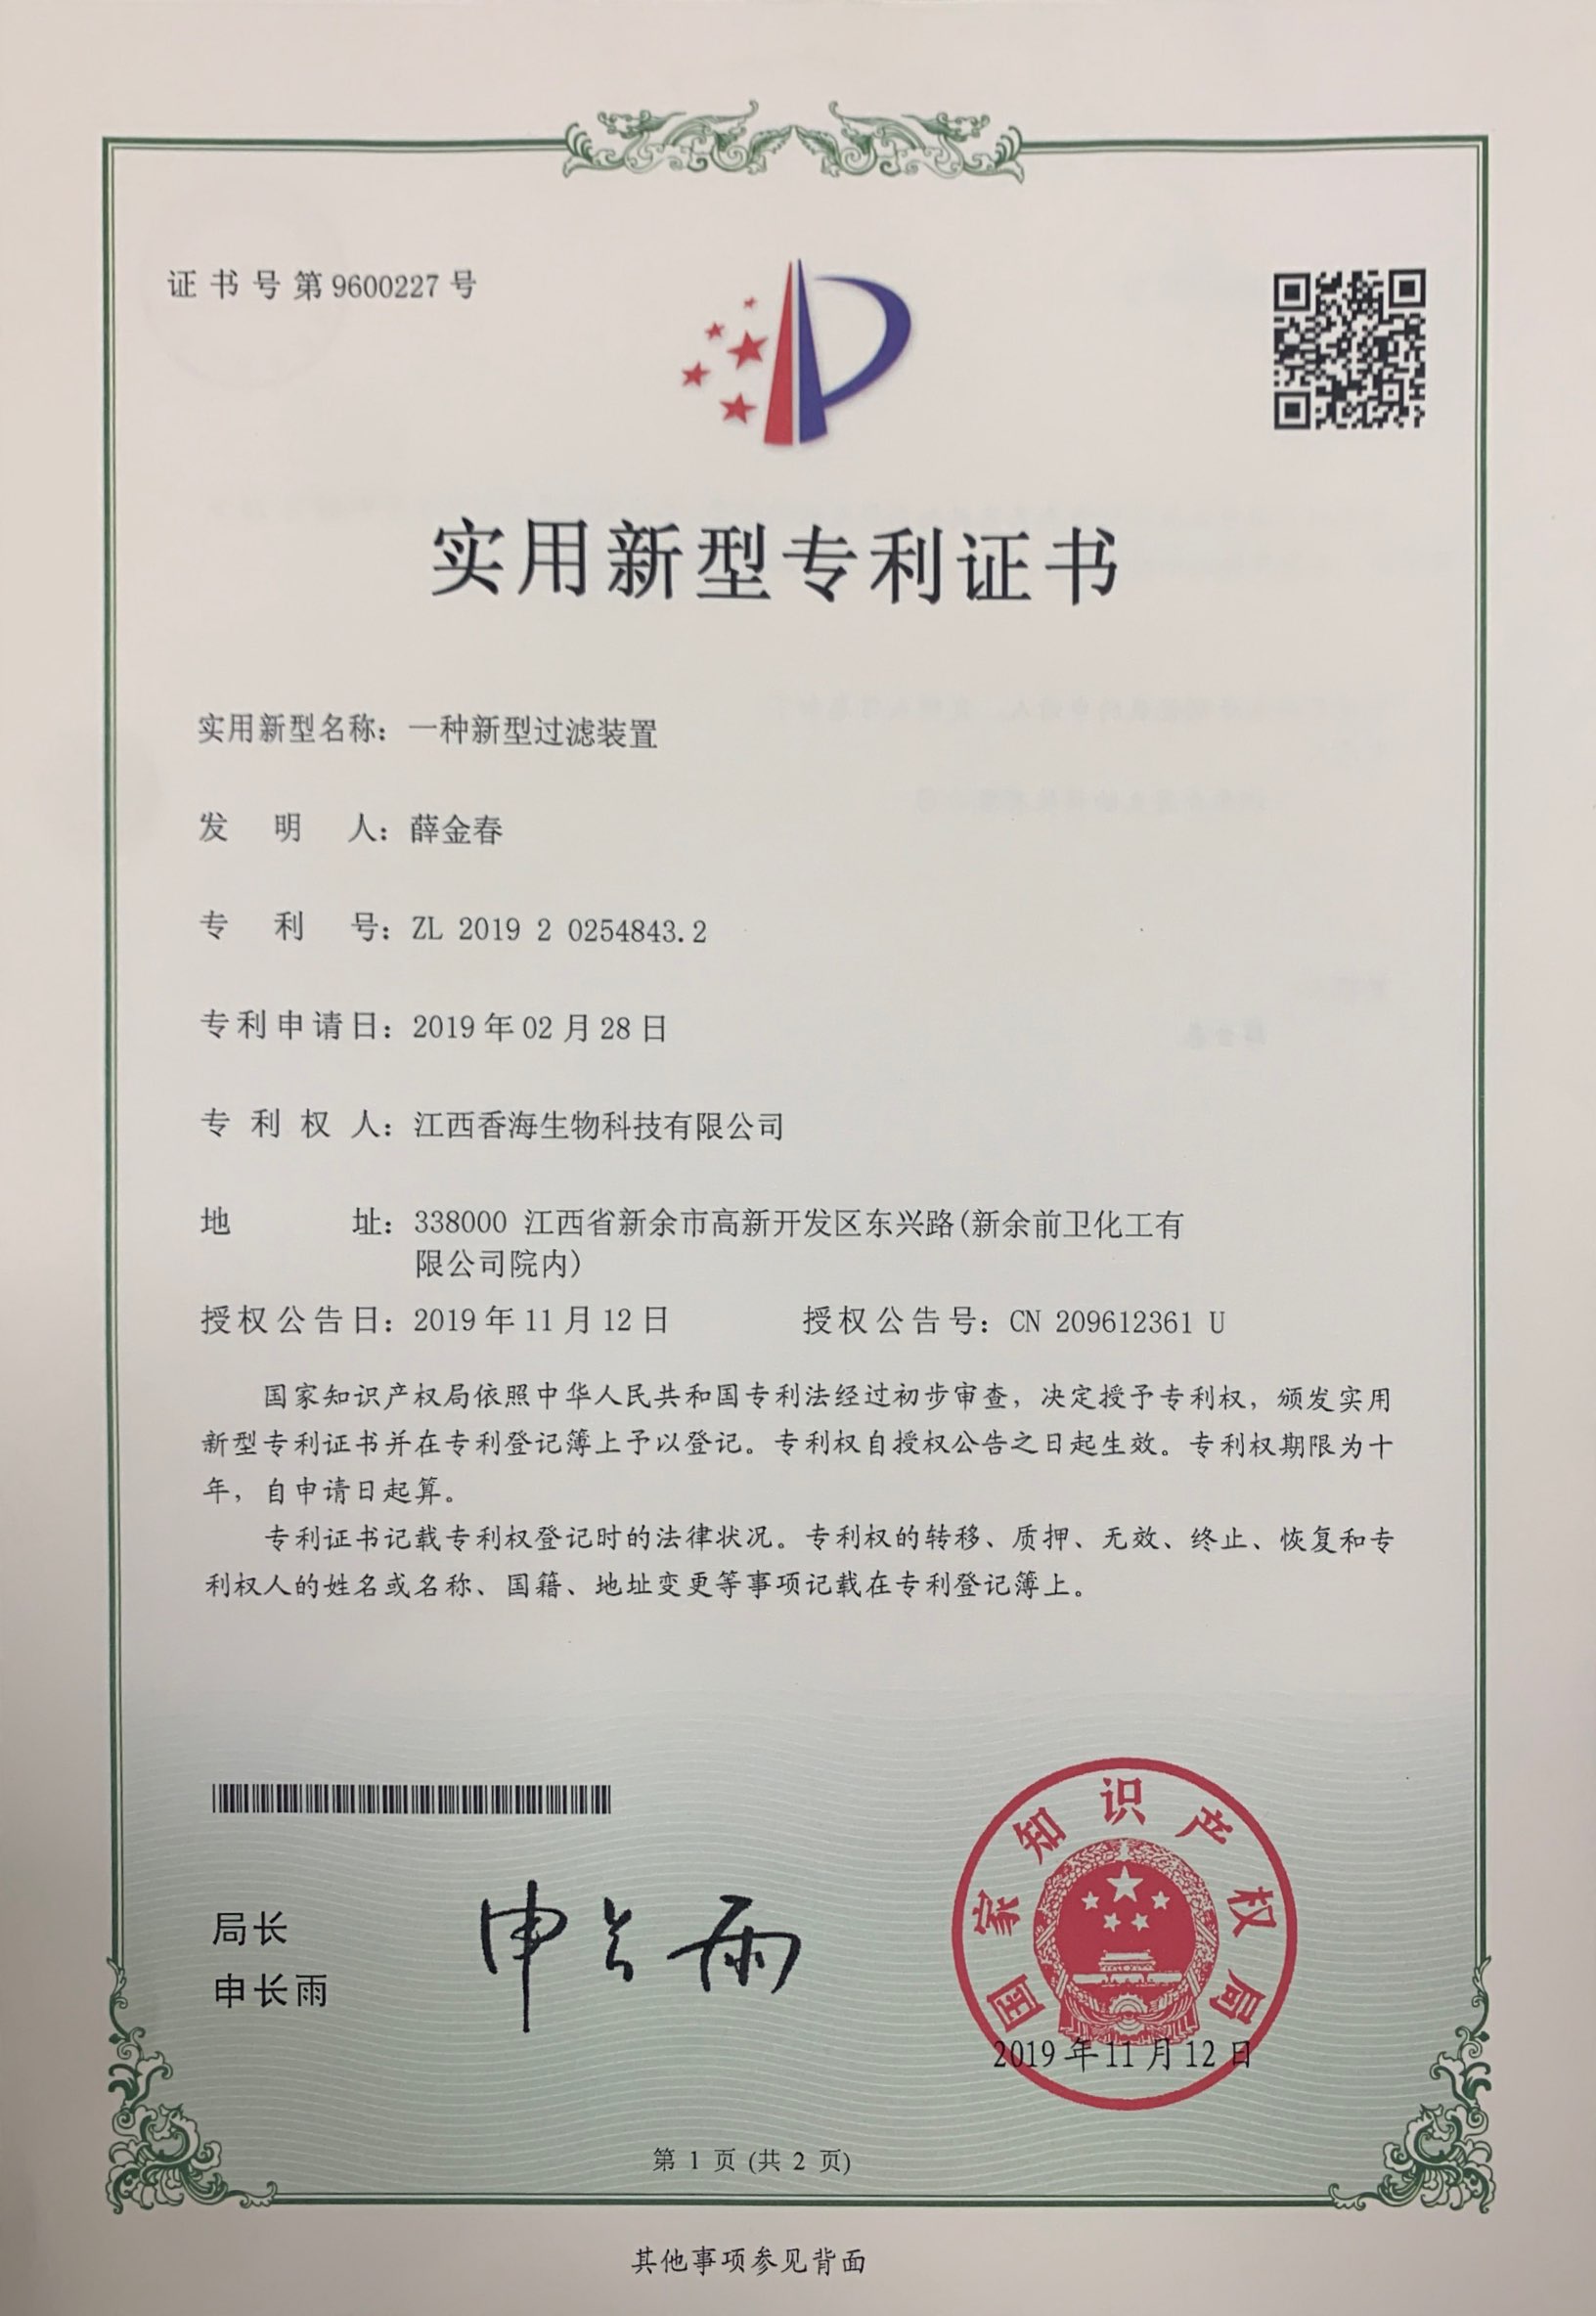 证书号第9600227号
实用新型专利证书
实用新型名称：一种新型过滤装置
发明人：薛金春
专利号：ZL 2019 2 0254843.2
专利申请日：2019年02月28日
专利权人：江西香海生物科技有限公司
地址：338000 江西省新余市高新开发区东兴路(新余前卫化工有
限公司院内)
授权公告日：2019年11月12日 授权公告号：CN 209612361 U
国家知识产权局依照中华人民共和国专利法经过初步审查，决定授予专利权，颁发实用
新型专利证书并在专利登记簿上予以登记。专利权自授权公告之日起生效。专利权期限为十
年，自申请日起算。
专利证书记载专利权登记时的法律状况。专利权的转移、质押、无效、终止、恢复和专
利权人的姓名或名称、国籍、地址变更等事项记载在专利登记簿上。
局长
申长雨
申长雨
国家知识产权局
2019年11月12日
第 1 页 (共 2 页)
其他事项参见背面